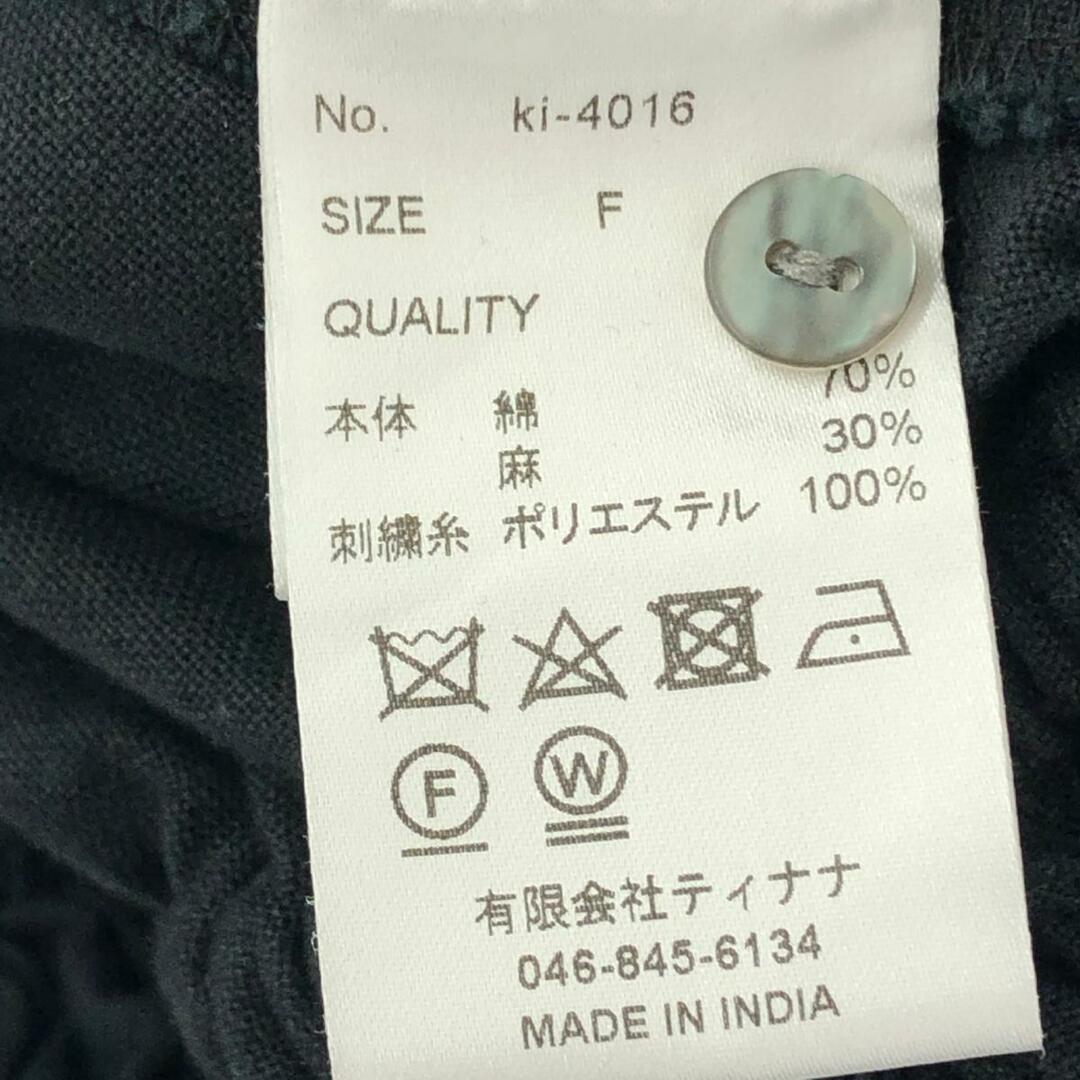 No. ki-4016
SIZE F
QUALITY
本体 綿 70%
麻 30%
刺繍糸 ポリエステル 100%
F W
有限会社ティナナ
046-845-6134
MADE IN INDIA